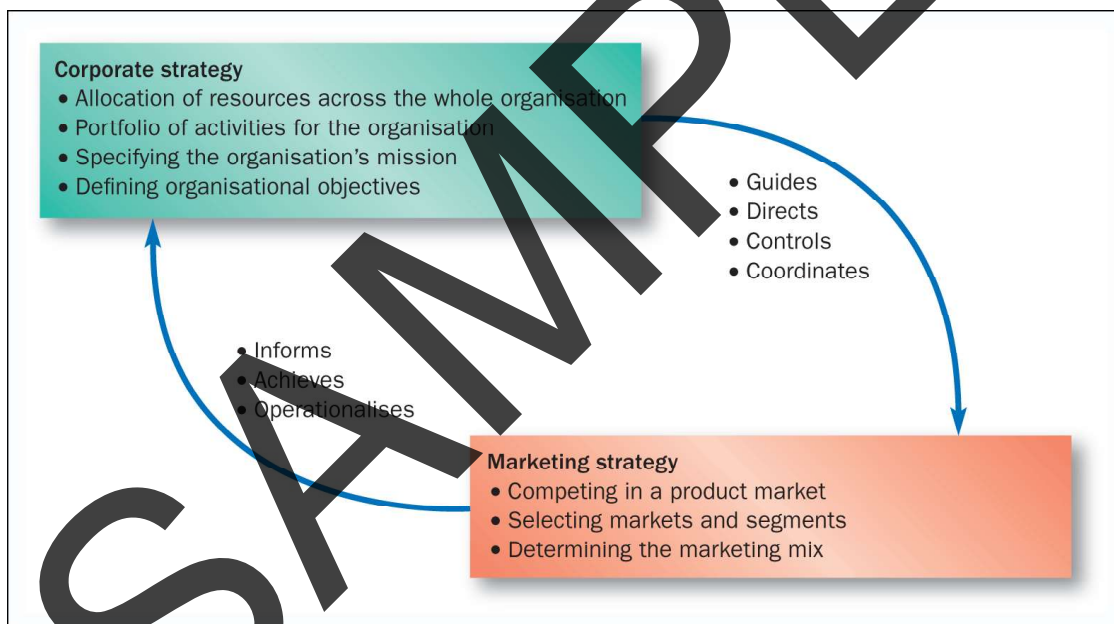 Corporate strategy
• Allocation of resources across the whole organisation
• Portfolio of activities for the organisation
• Specifying the organisation's mission
• Defining organisational objectives
• Guides
• Directs
• Controls
• Coordinates
• Informs
• Achieves
• Operationalises
Marketing strategy
• Competing in a product market
• Selecting markets and segments
• Determining the marketing mix
SAMPLE